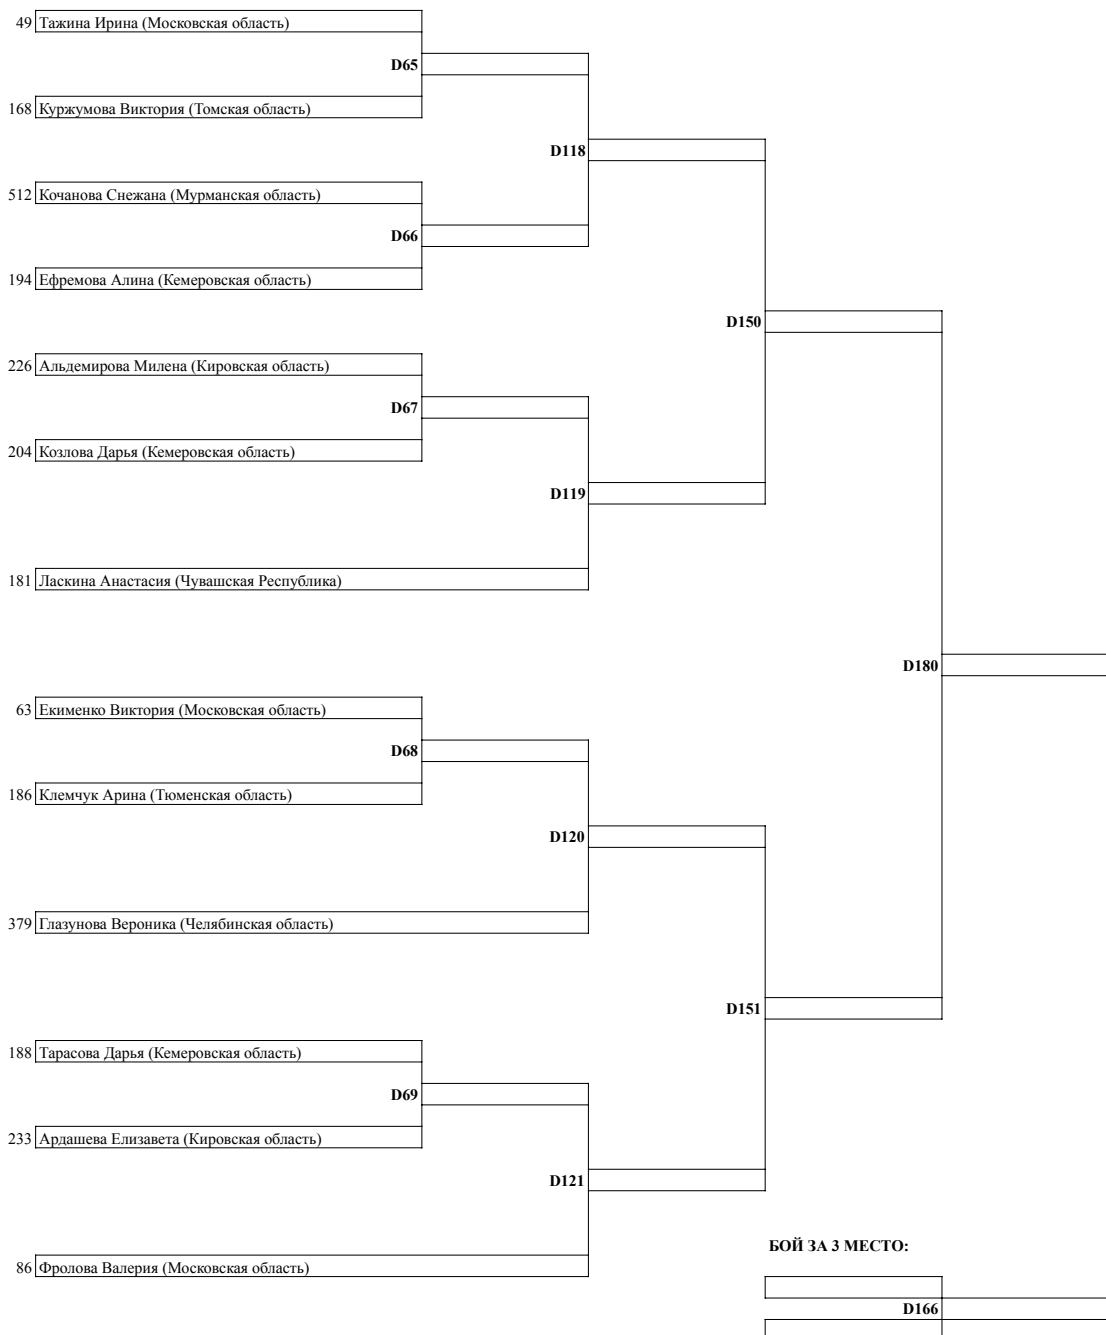 49 Тажина Ирина (Московская область)
D65
168 Куржумова Виктория (Томская область)
D118
512 Кочанова Снежана (Мурманская область)
D66
194 Ефремова Алина (Кемеровская область)
D150
226 Альдемирова Милена (Кировская область)
D67
204 Козлова Дарья (Кемеровская область)
D119
181 Ласкина Анастасия (Чувашская Республика)
D180
63 Екименко Виктория (Московская область)
D68
186 Клемчук Арина (Тюменская область)
D120
379 Глазунова Вероника (Челябинская область)
D151
188 Тарасова Дарья (Кемеровская область)
D69
233 Ардашева Елизавета (Кировская область)
D121
БОЙ ЗА 3 МЕСТО:
86 Фролова Валерия (Московская область)
D166